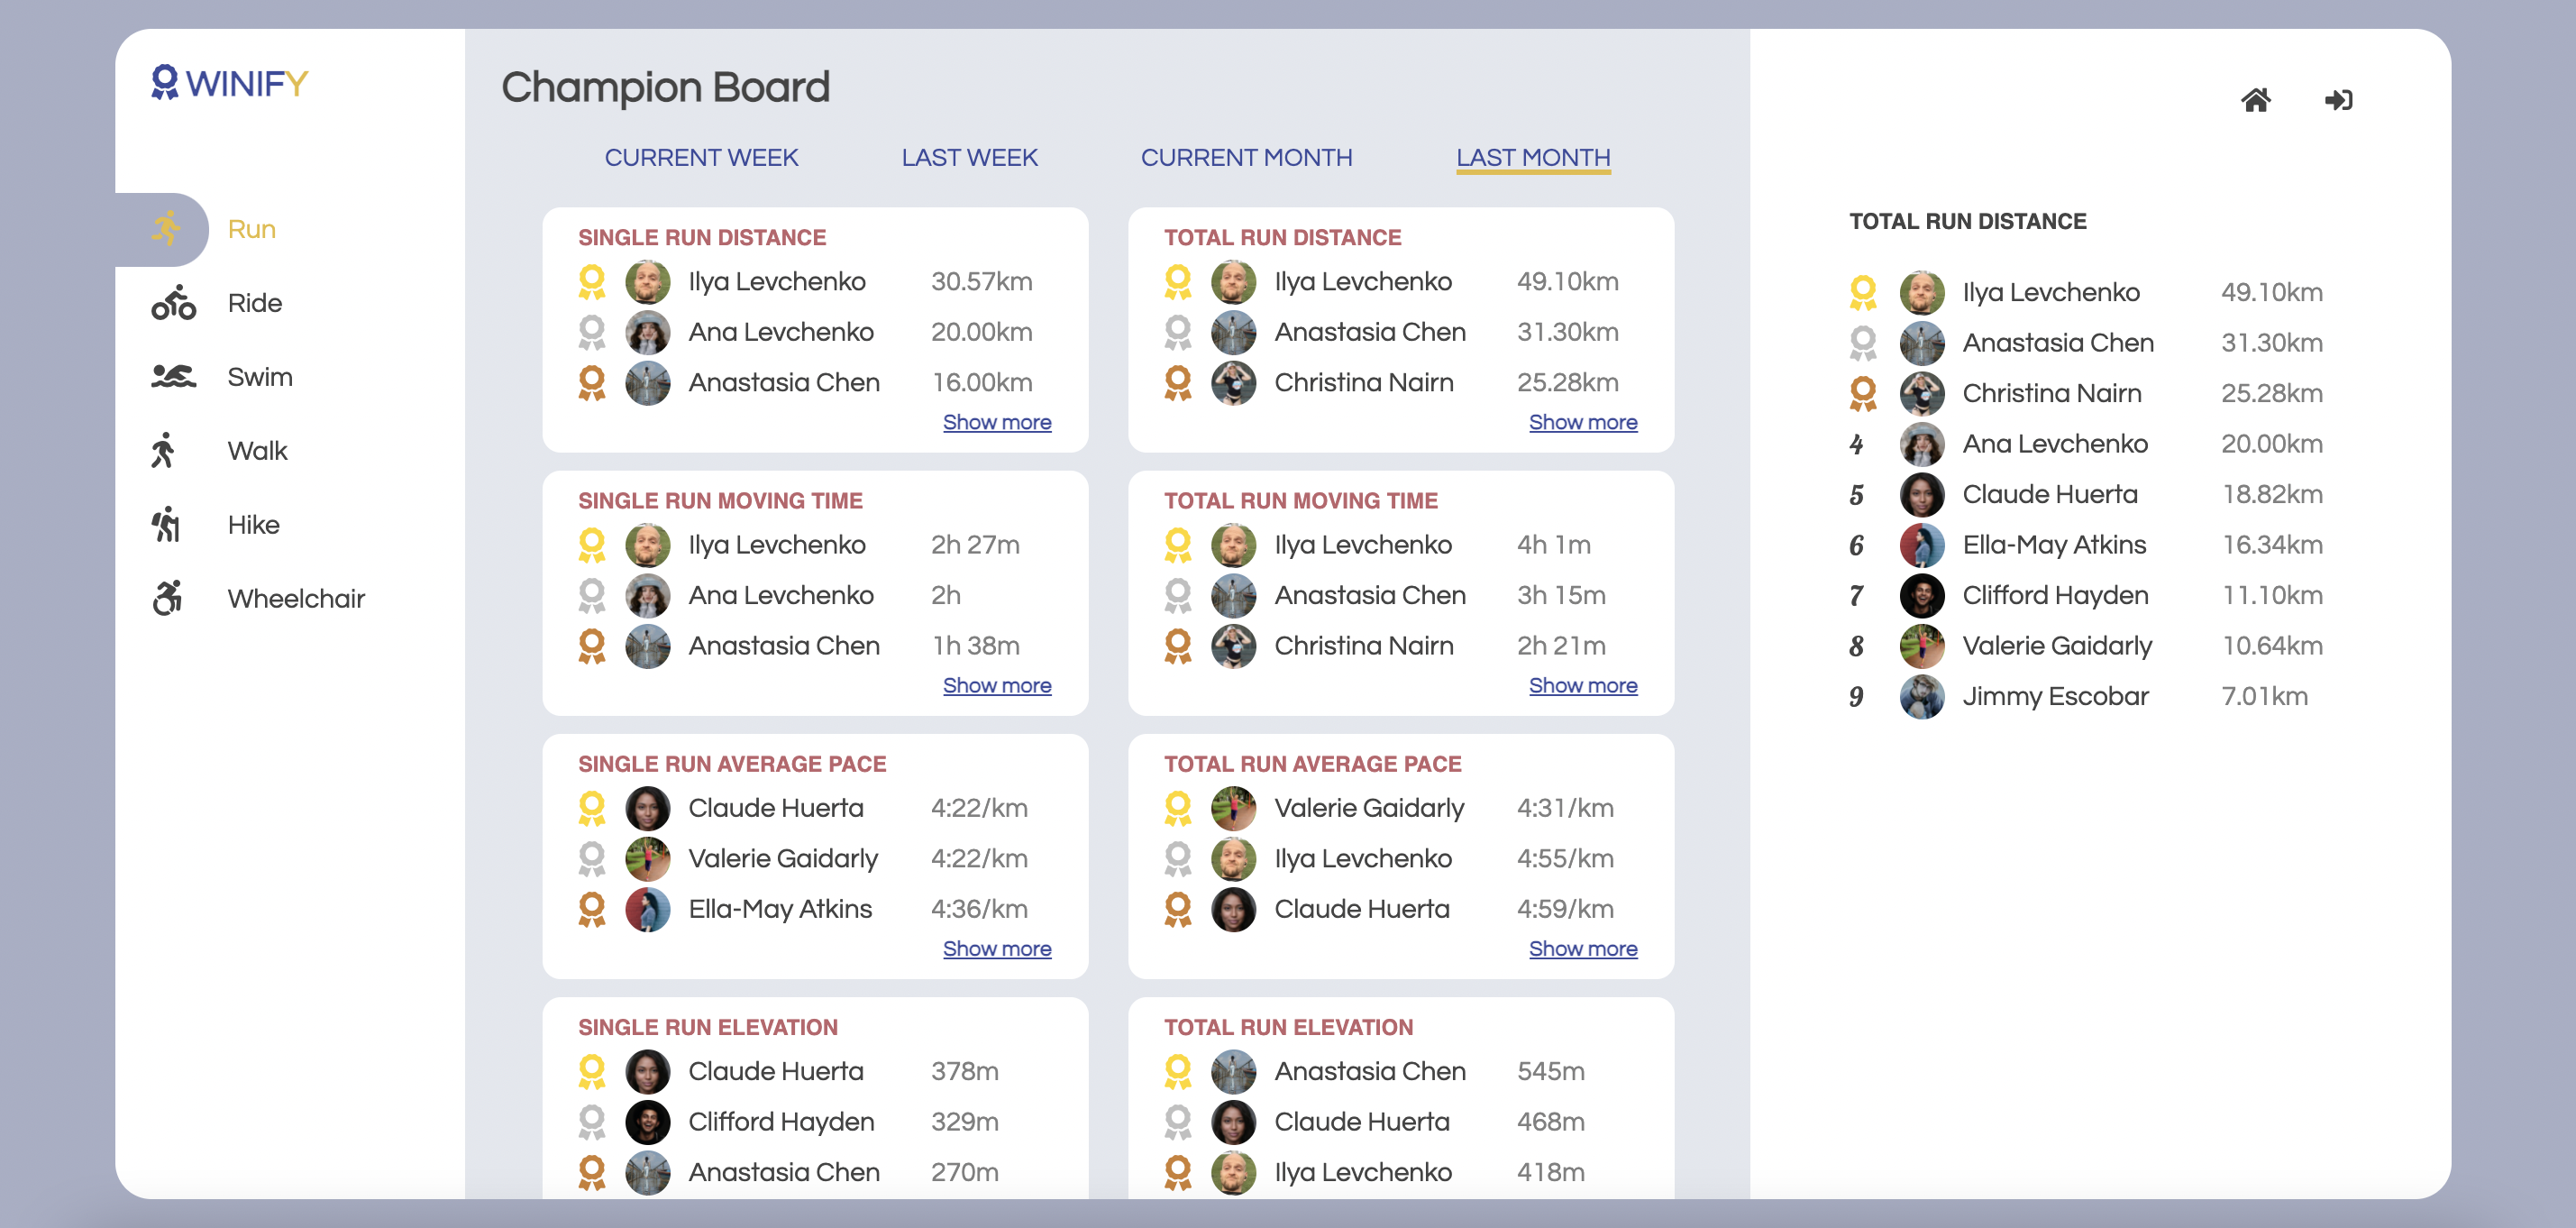 WINIFY
Run
Ride
Swim
Walk
Hike
Wheelchair
Champion Board
CURRENT WEEK LAST WEEK CURRENT MONTH LAST MONTH
SINGLE RUN DISTANCE
Ilya Levchenko 30.57km
Ana Levchenko 20.00km
Anastasia Chen 16.00km
Show more
TOTAL RUN DISTANCE
Ilya Levchenko 49.10km
Anastasia Chen 31.30km
Christina Nairn 25.28km
Show more
SINGLE RUN MOVING TIME
Ilya Levchenko 2h 27m
Ana Levchenko 2h
Anastasia Chen 1h 38m
Show more
TOTAL RUN MOVING TIME
Ilya Levchenko 4h 1m
Anastasia Chen 3h 15m
Christina Nairn 2h 21m
Show more
SINGLE RUN AVERAGE PACE
Claude Huerta 4:22/km
Valerie Gaidarly 4:22/km
Ella-May Atkins 4:36/km
Show more
TOTAL RUN AVERAGE PACE
Valerie Gaidarly 4:31/km
Ilya Levchenko 4:55/km
Claude Huerta 4:59/km
Show more
SINGLE RUN ELEVATION
Claude Huerta 378m
Clifford Hayden 329m
Anastasia Chen 270m
TOTAL RUN ELEVATION
Anastasia Chen 545m
Claude Huerta 468m
Ilya Levchenko 418m
TOTAL RUN DISTANCE
Ilya Levchenko 49.10km
Anastasia Chen 31.30km
Christina Nairn 25.28km
4 Ana Levchenko 20.00km
5 Claude Huerta 18.82km
6 Ella-May Atkins 16.34km
7 Clifford Hayden 11.10km
8 Valerie Gaidarly 10.64km
9 Jimmy Escobar 7.01km